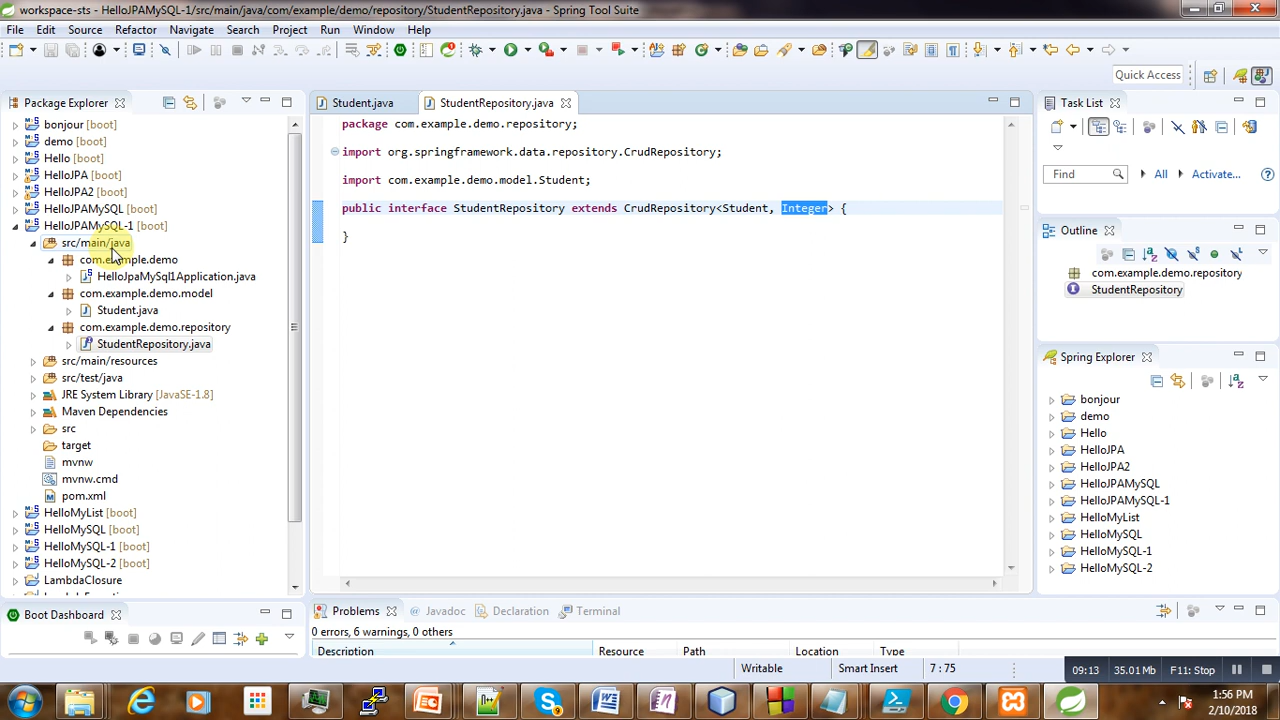 workspace-sts - HelloJPAMySQL-1/src/main/java/com/example/demo/repository/StudentRepository.java - Spring Tool Suite
File Edit Source Refactor Navigate Search Project Run Window Help
Quick Access
Package Explorer
bonjour [boot]
demo [boot]
Hello [boot]
HelloJPA [boot]
HelloJPA2 [boot]
HelloJPAMySQL [boot]
HelloJPAMySQL-1 [boot]
src/main/java
com.example.demo
HelloJpaMySql1Application.java
com.example.demo.model
Student.java
com.example.demo.repository
StudentRepository.java
src/main/resources
src/test/java
JRE System Library [JavaSE-1.8]
Maven Dependencies
src
target
mvnw
mvnw.cmd
pom.xml
HelloMyList [boot]
HelloMySQL [boot]
HelloMySQL-1 [boot]
HelloMySQL-2 [boot]
LambdaClosure
Boot Dashboard
Student.java StudentRepository.java
package com.example.demo.repository;
import org.springframework.data.repository.CrudRepository;
import com.example.demo.model.Student;
public interface StudentRepository extends CrudRepository<Student, Integer> {
}
Problems Javadoc Declaration Terminal
0 errors, 6 warnings, 0 others
Description Resource Path Location Type
Task List
Find All Activate...
Outline
com.example.demo.repository
StudentRepository
Spring Explorer
bonjour
demo
Hello
HelloJPA
HelloJPA2
HelloJPAMySQL
HelloJPAMySQL-1
HelloMyList
HelloMySQL
HelloMySQL-1
HelloMySQL-2
Writable Smart Insert 7 : 75
09:13 35.01 Mb F11: Stop
1:56 PM
2/10/2018